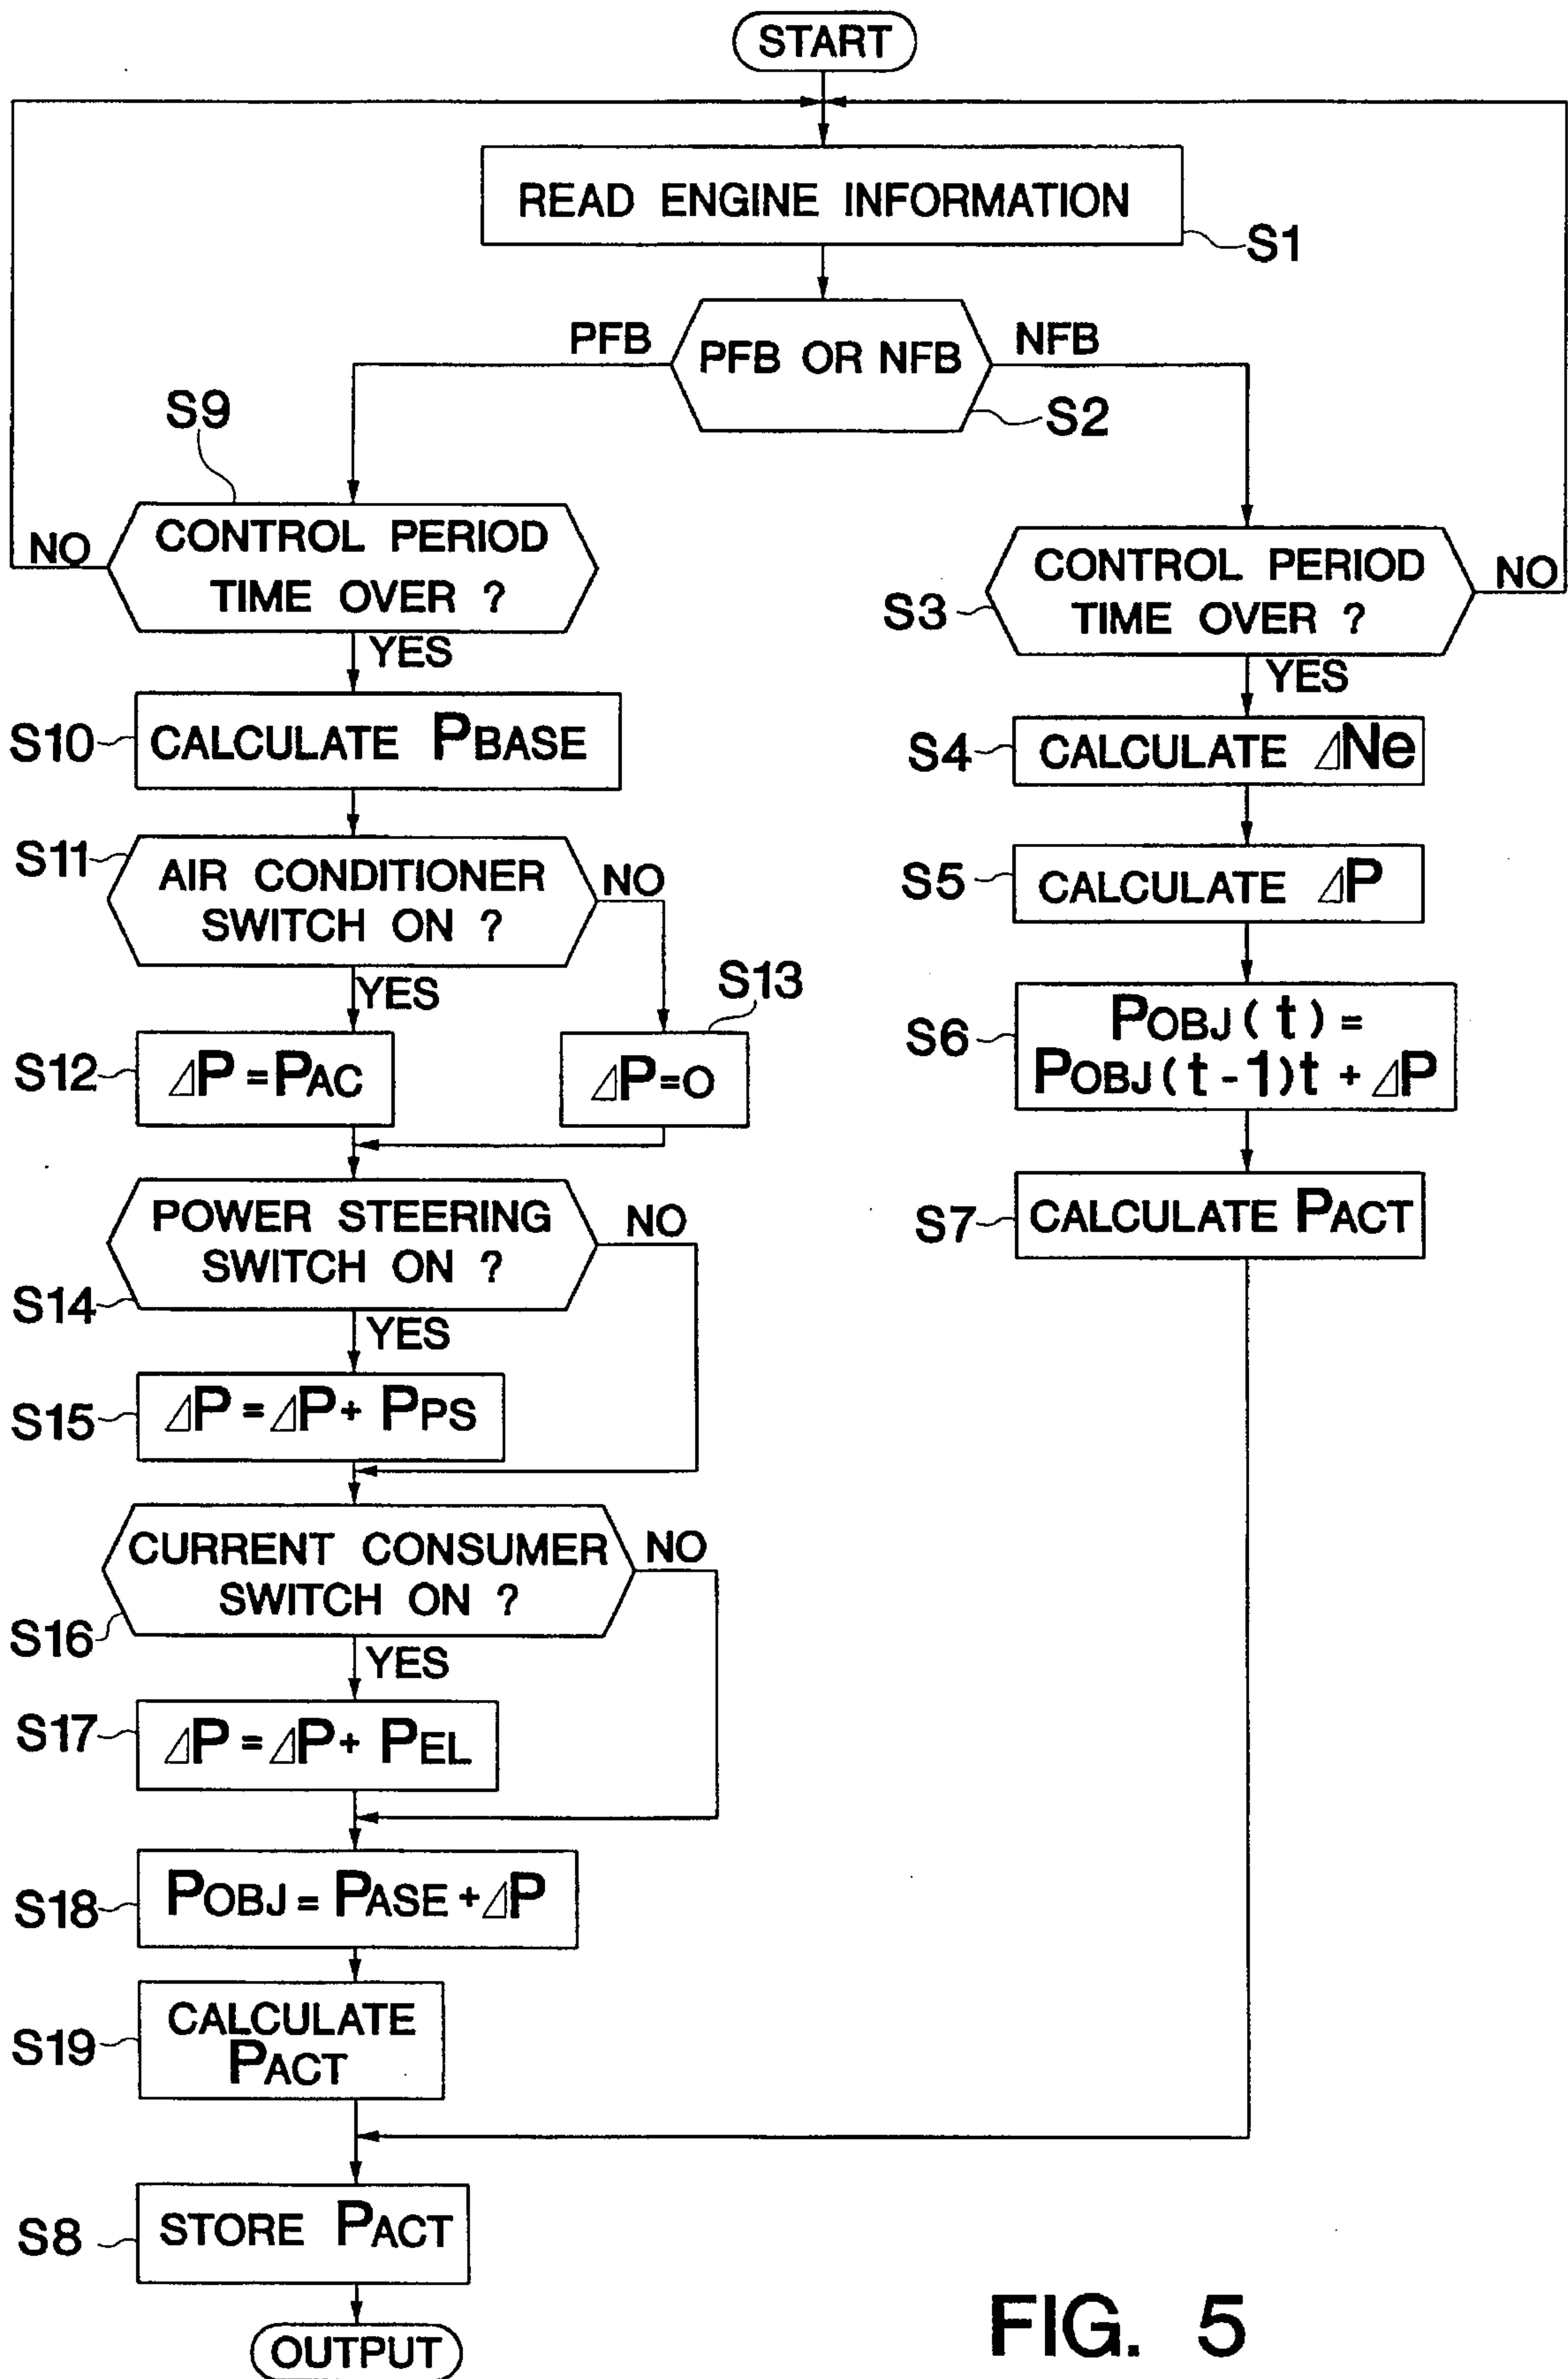 START
READ ENGINE INFORMATION
S1
PFB
PFB OR NFB
NFB
S2
S9
CONTROL PERIOD
TIME OVER ?
NO
YES
S10
CALCULATE PBASE
S11
AIR CONDITIONER
SWITCH ON ?
NO
YES
S12
⊿P = PAC
S13
⊿P = O
POWER STEERING
SWITCH ON ?
NO
S14
YES
S15
⊿P = ⊿P + PPS
CURRENT CONSUMER
SWITCH ON ?
NO
S16
YES
S17
⊿P = ⊿P + PEL
S18
POBJ = PASE + ⊿P
S19
CALCULATE
PACT
S3
CONTROL PERIOD
TIME OVER ?
NO
YES
S4
CALCULATE ⊿Ne
S5
CALCULATE ⊿P
S6
POBJ ( t ) =
POBJ ( t - 1 ) t + ⊿P
S7
CALCULATE PACT
S8
STORE PACT
OUTPUT
FIG. 5